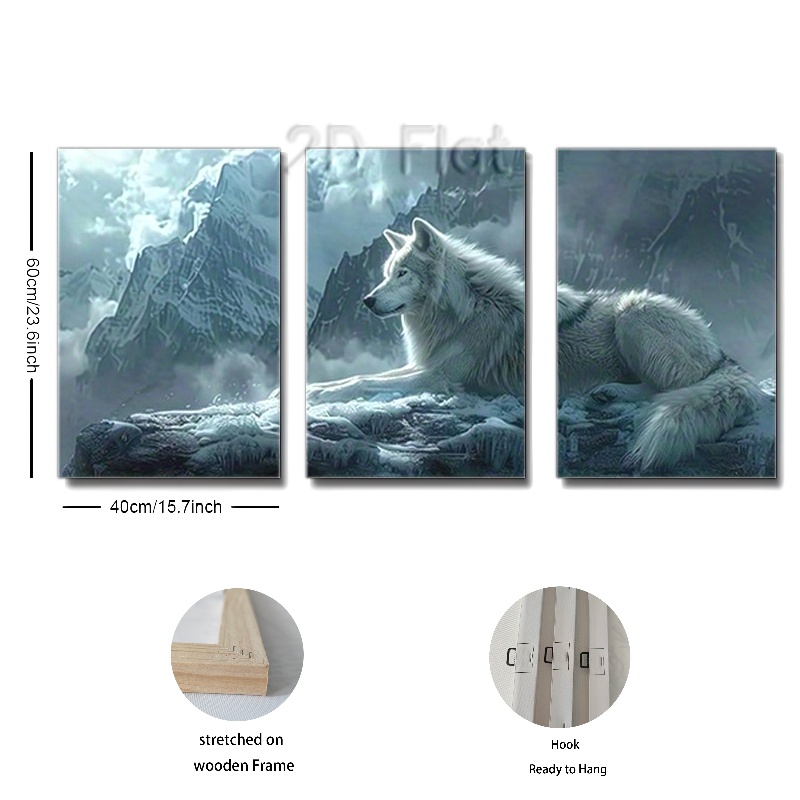 2D Flat
60cm/23.6inch
40cm/15.7inch
stretched on
wooden Frame
Hook
Ready to Hang